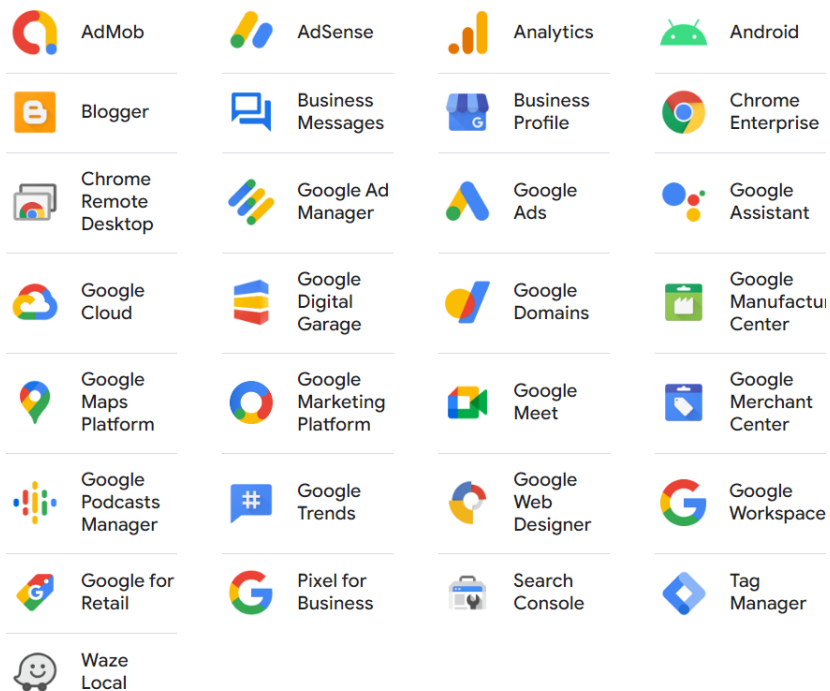 AdMob
AdSense
Analytics
Android
Blogger
Business
Messages
Business
Profile
Chrome
Enterprise
Chrome
Remote
Desktop
Google Ad
Manager
Google
Ads
Google
Assistant
Google
Cloud
Google
Digital
Garage
Google
Domains
Google
Manufactur
Center
Google
Maps
Platform
Google
Marketing
Platform
Google
Meet
Google
Merchant
Center
Google
Podcasts
Manager
Google
Trends
Google
Web
Designer
Google
Workspace
Google for
Retail
Pixel for
Business
Search
Console
Tag
Manager
Waze
Local